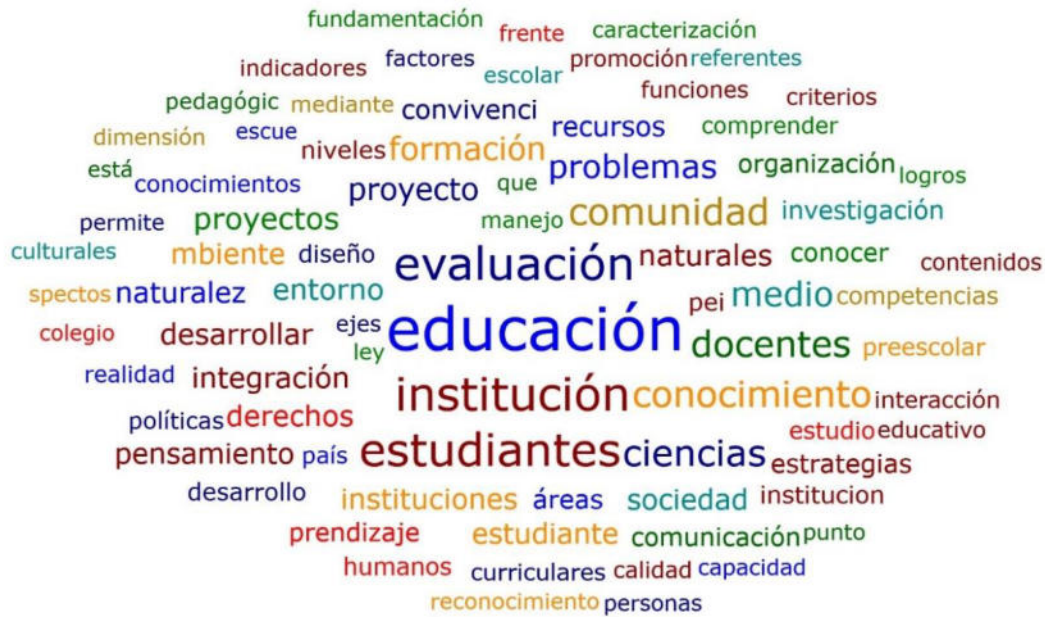 fundamentación frente caracterización
indicadores factores escolar promoción referentes
pedagógic mediante convivenci funciones criterios
dimensión escue niveles formación recursos comprender
está conocimientos proyecto que problemas organización logros
permite proyectos manejo comunidad investigación
culturales mbiente diseño evaluación naturales conocer contenidos
spectos naturalez entorno pei medio competencias
colegio desarrollar ejes ley educación docentes preescolar
realidad integración institución conocimiento interacción
políticas derechos estudio educativo
pensamiento país estudiantes ciencias estrategias
desarrollo instituciones áreas sociedad institucion
prendizaje estudiante comunicación punto
humanos curriculares calidad capacidad
reconocimiento personas